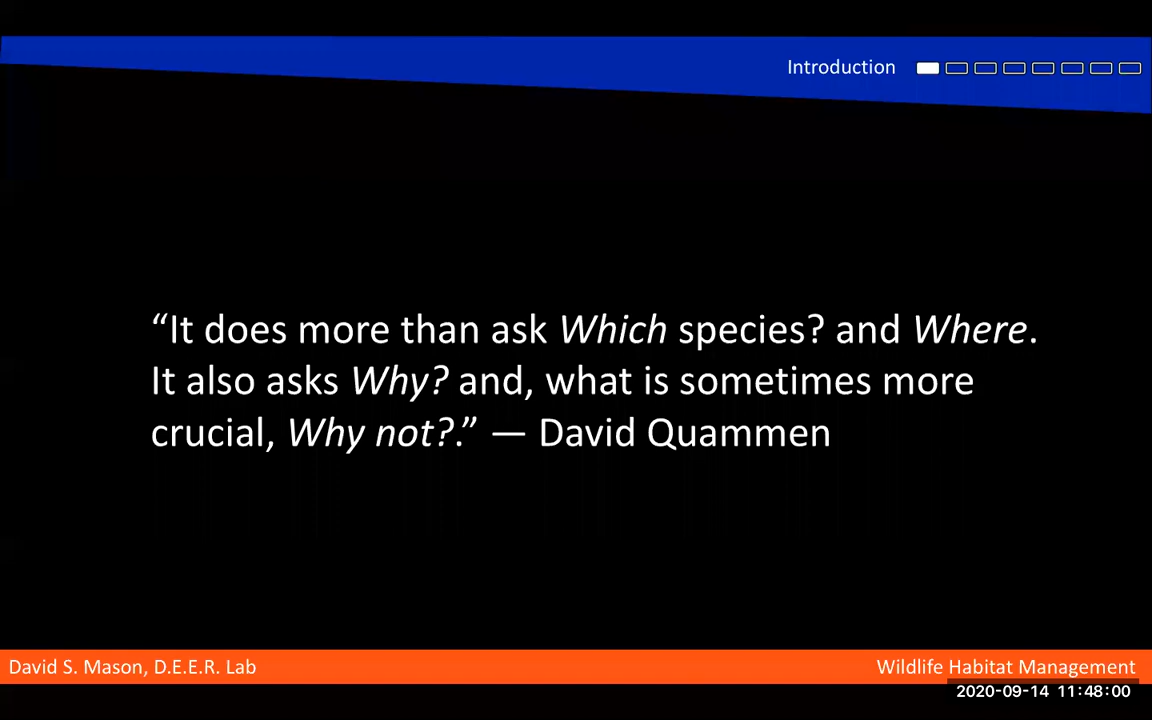 Introduction
“It does more than ask Which species? and Where.
It also asks Why? and, what is sometimes more
crucial, Why not?.” — David Quammen
David S. Mason, D.E.E.R. Lab
Wildlife Habitat Management
2020-09-14 11:48:00